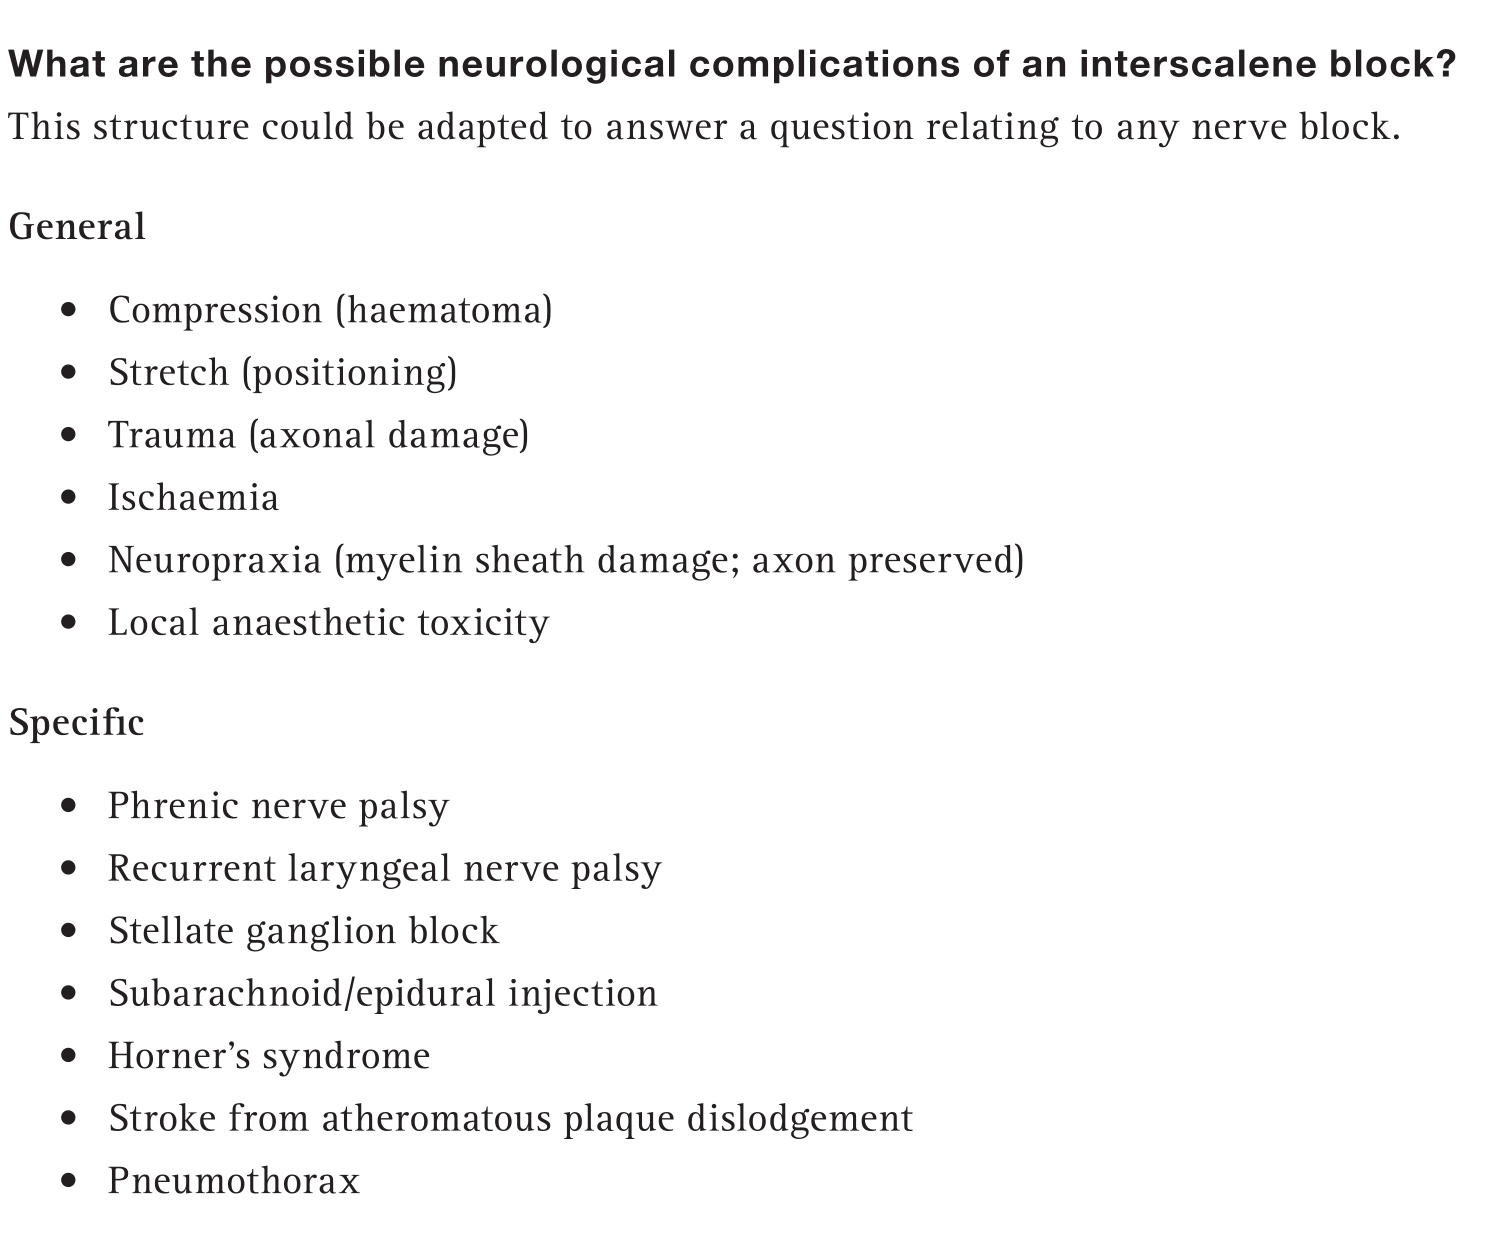 What are the possible neurological complications of an interscalene block?
This structure could be adapted to answer a question relating to any nerve block.
General
• Compression (haematoma)
• Stretch (positioning)
• Trauma (axonal damage)
• Ischaemia
• Neuropraxia (myelin sheath damage; axon preserved)
• Local anaesthetic toxicity
Specific
• Phrenic nerve palsy
• Recurrent laryngeal nerve palsy
• Stellate ganglion block
• Subarachnoid/epidural injection
• Horner’s syndrome
• Stroke from atheromatous plaque dislodgement
• Pneumothorax